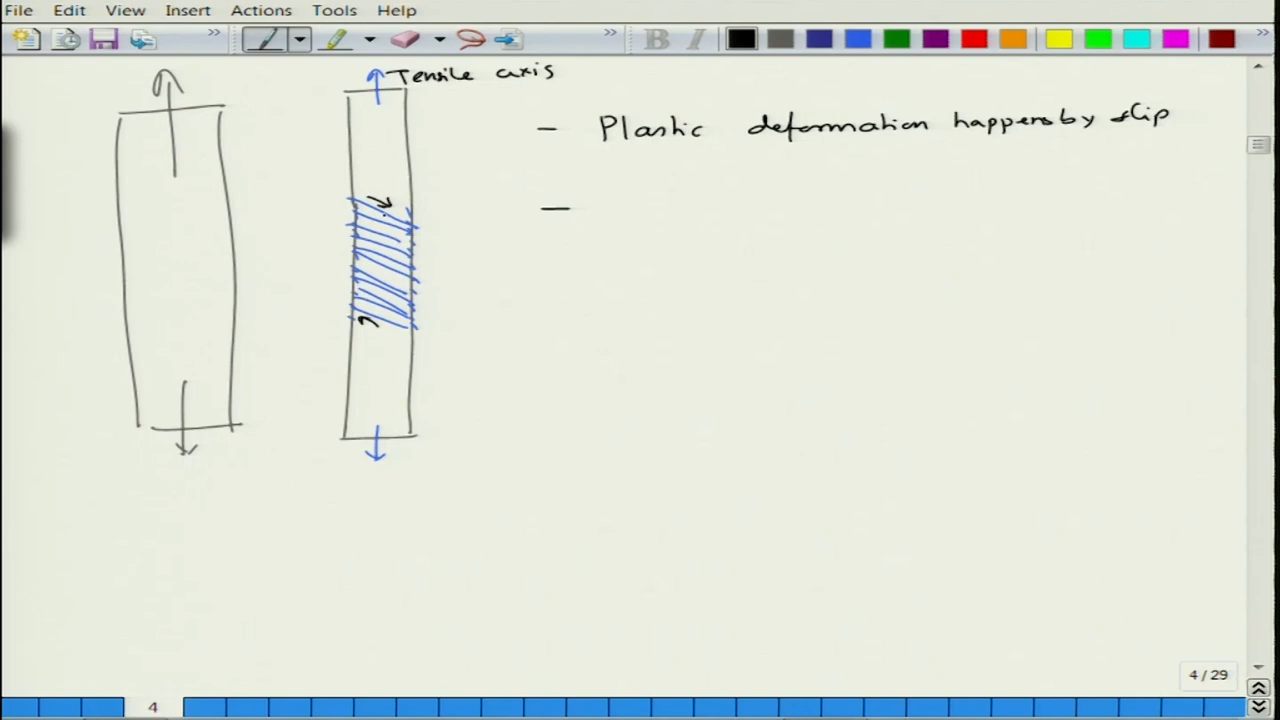 File Edit View Insert Actions Tools Help
B I
Tensile axis
- Plastic deformation happens by slip
-
4 / 29
4